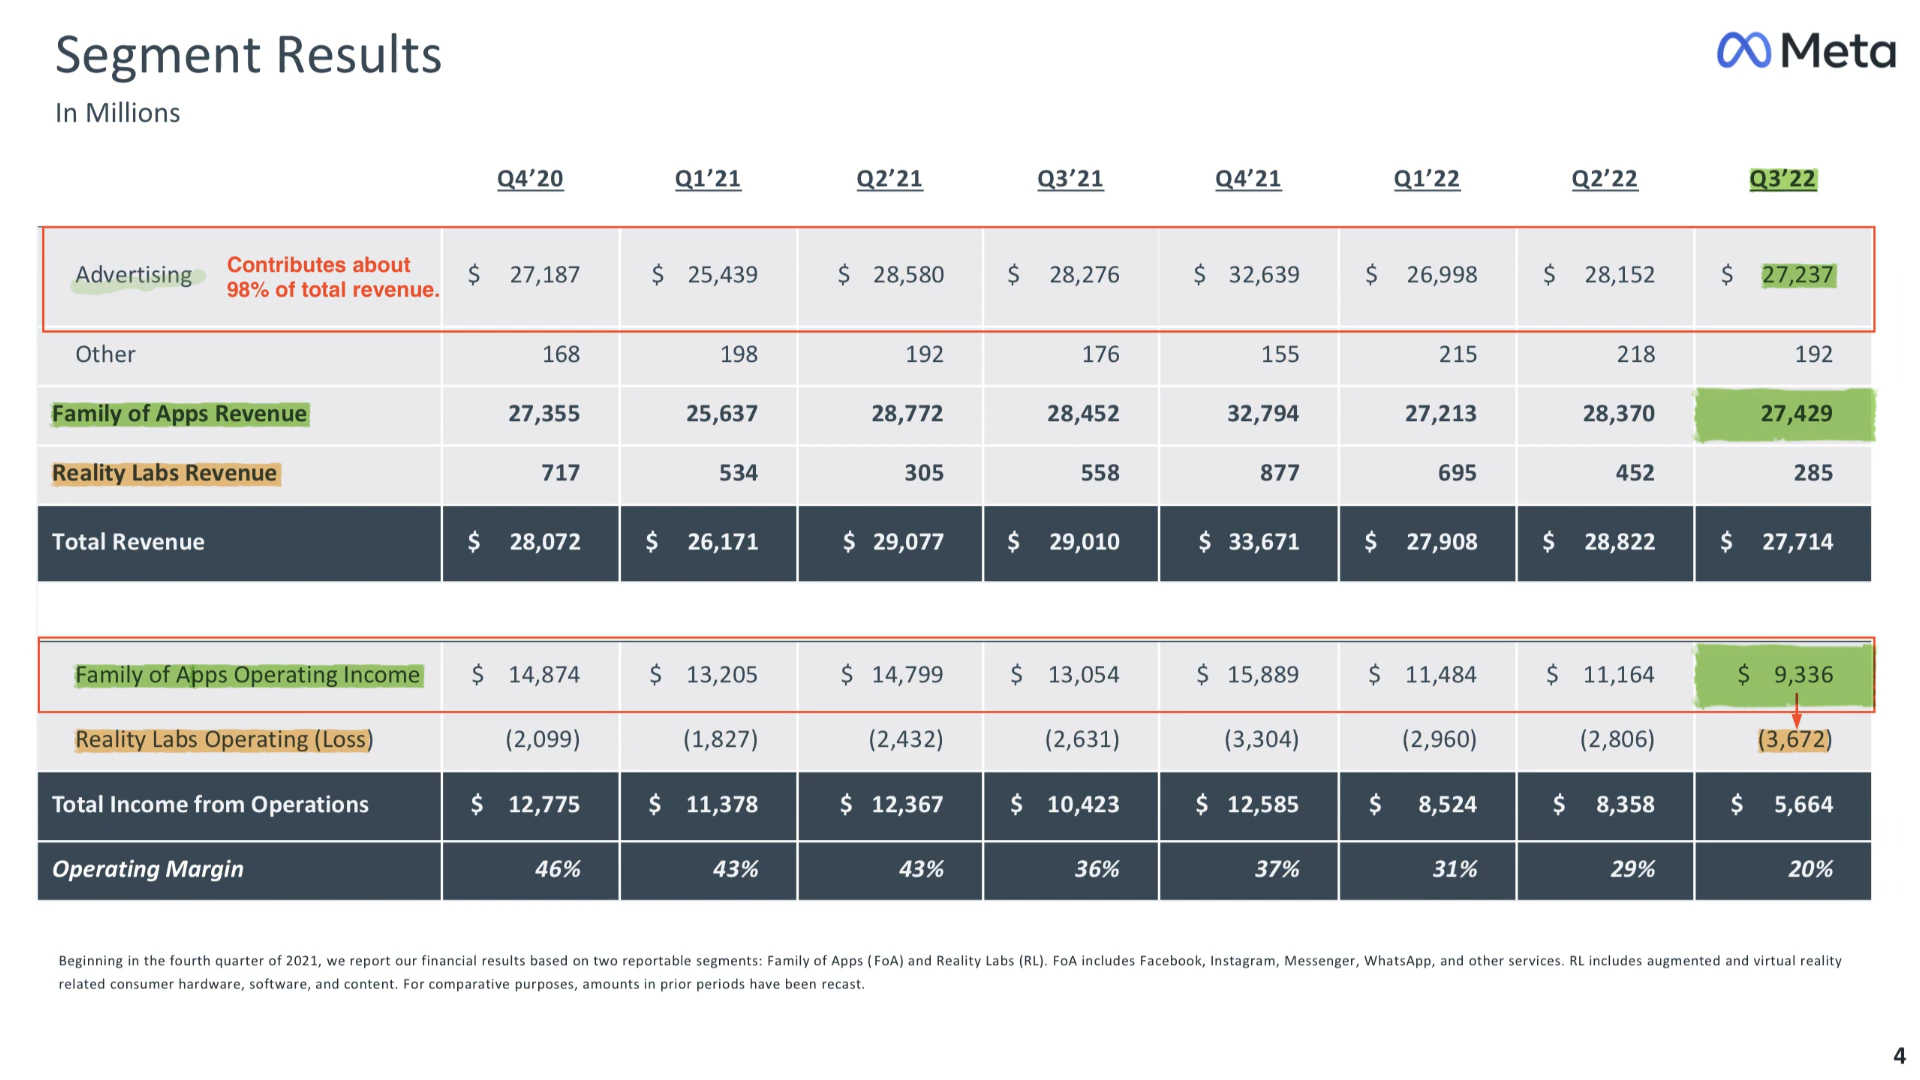 Segment Results
Meta
In Millions
Q4’20 Q1’21 Q2’21 Q3’21 Q4’21 Q1’22 Q2’22 Q3’22
Advertising Contributes about 98% of total revenue. $ 27,187 $ 25,439 $ 28,580 $ 28,276 $ 32,639 $ 26,998 $ 28,152 $ 27,237
Other 168 198 192 176 155 215 218 192
Family of Apps Revenue 27,355 25,637 28,772 28,452 32,794 27,213 28,370 27,429
Reality Labs Revenue 717 534 305 558 877 695 452 285
Total Revenue $ 28,072 $ 26,171 $ 29,077 $ 29,010 $ 33,671 $ 27,908 $ 28,822 $ 27,714
Family of Apps Operating Income $ 14,874 $ 13,205 $ 14,799 $ 13,054 $ 15,889 $ 11,484 $ 11,164 $ 9,336
Reality Labs Operating (Loss) (2,099) (1,827) (2,432) (2,631) (3,304) (2,960) (2,806) (3,672)
Total Income from Operations $ 12,775 $ 11,378 $ 12,367 $ 10,423 $ 12,585 $ 8,524 $ 8,358 $ 5,664
Operating Margin 46% 43% 43% 36% 37% 31% 29% 20%
Beginning in the fourth quarter of 2021, we report our financial results based on two reportable segments: Family of Apps (FoA) and Reality Labs (RL). FoA includes Facebook, Instagram, Messenger, WhatsApp, and other services. RL includes augmented and virtual reality
related consumer hardware, software, and content. For comparative purposes, amounts in prior periods have been recast.
4